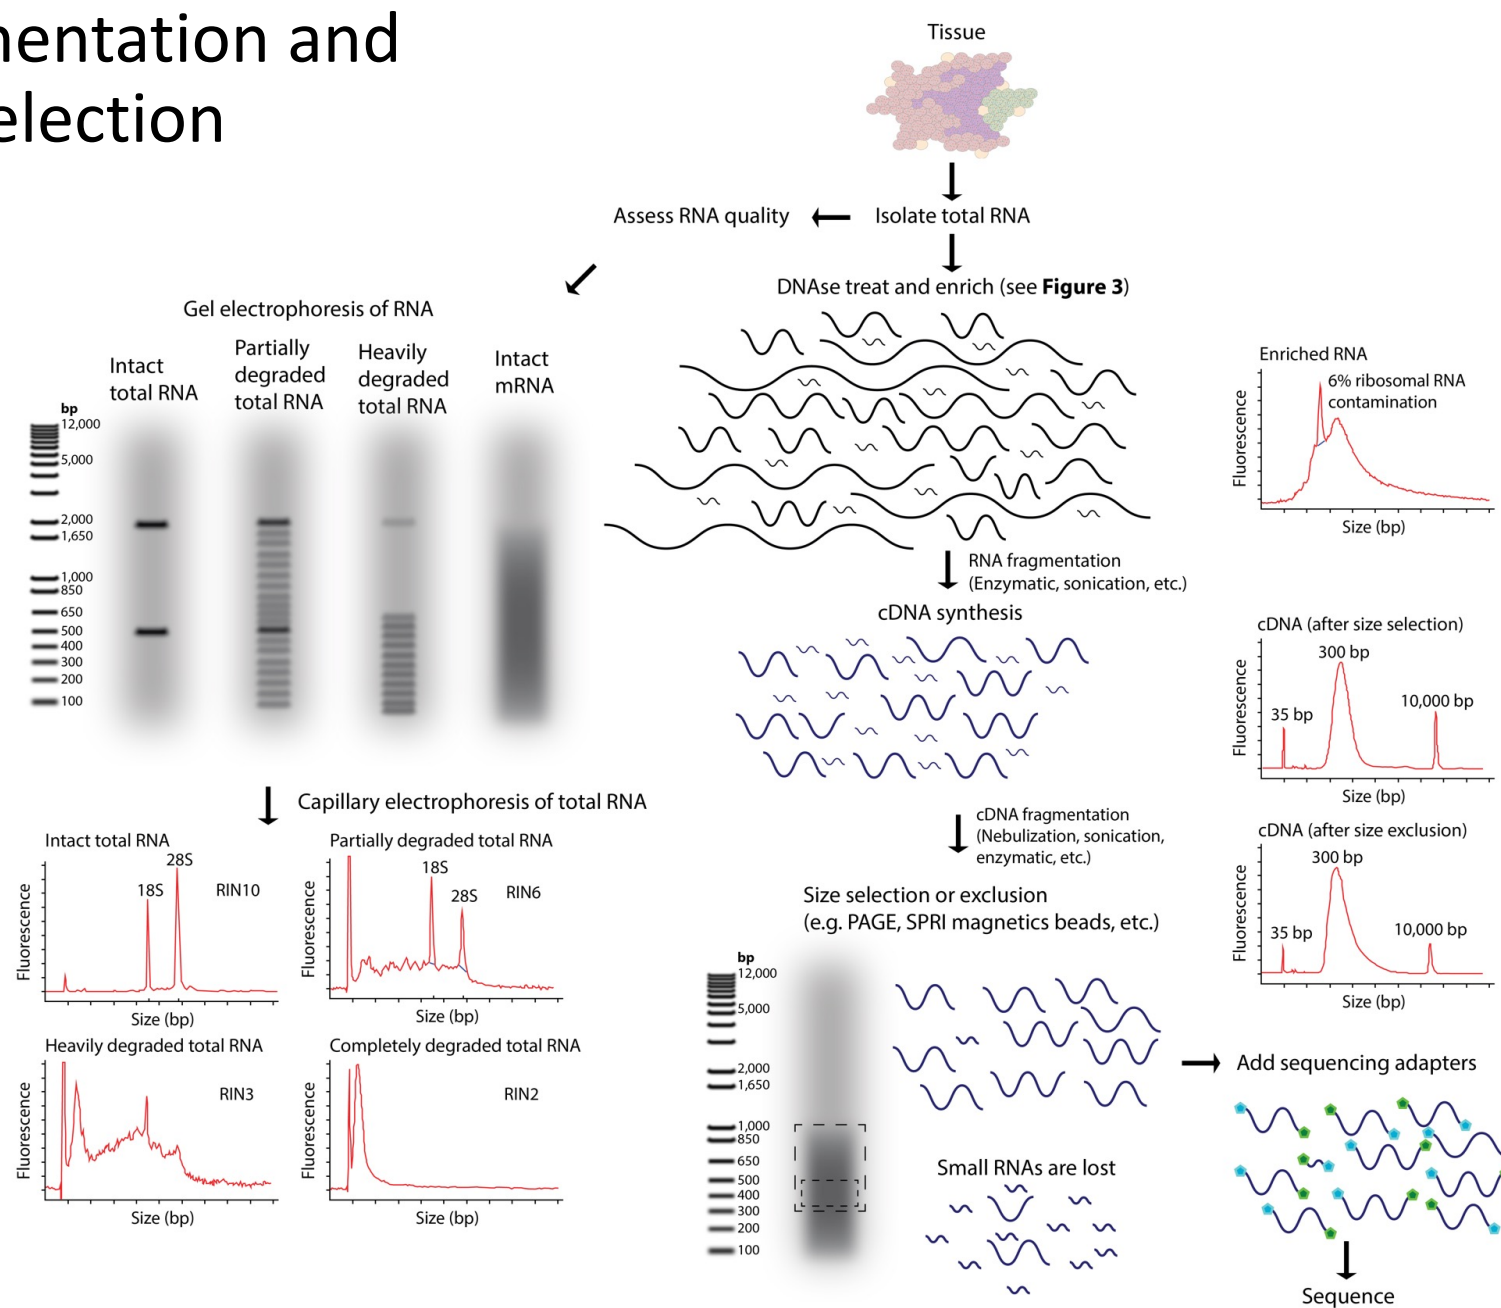 nentation and
election
Tissue
Assess RNA quality
Isolate total RNA
DNAse treat and enrich (see Figure 3)
Gel electrophoresis of RNA
Intact
total RNA
Partially
degraded
total RNA
Heavily
degraded
total RNA
Intact
mRNA
bp
12,000
5,000
2,000
1,650
1,000
850
650
500
400
300
200
100
Enriched RNA
6% ribosomal RNA
contamination
Fluorescence
Size (bp)
RNA fragmentation
(Enzymatic, sonication, etc.)
cDNA synthesis
cDNA (after size selection)
300 bp
35 bp
10,000 bp
Fluorescence
Size (bp)
Capillary electrophoresis of total RNA
Intact total RNA
28S
18S
RIN10
Fluorescence
Size (bp)
Partially degraded total RNA
18S
28S
RIN6
Fluorescence
Size (bp)
Heavily degraded total RNA
RIN3
Fluorescence
Size (bp)
Completely degraded total RNA
RIN2
Fluorescence
Size (bp)
cDNA fragmentation
(Nebulization, sonication,
enzymatic, etc.)
Size selection or exclusion
(e.g. PAGE, SPRI magnetics beads, etc.)
cDNA (after size exclusion)
300 bp
35 bp
10,000 bp
Fluorescence
Size (bp)
bp
12,000
5,000
2,000
1,650
1,000
850
650
500
400
300
200
100
Small RNAs are lost
Add sequencing adapters
Sequence